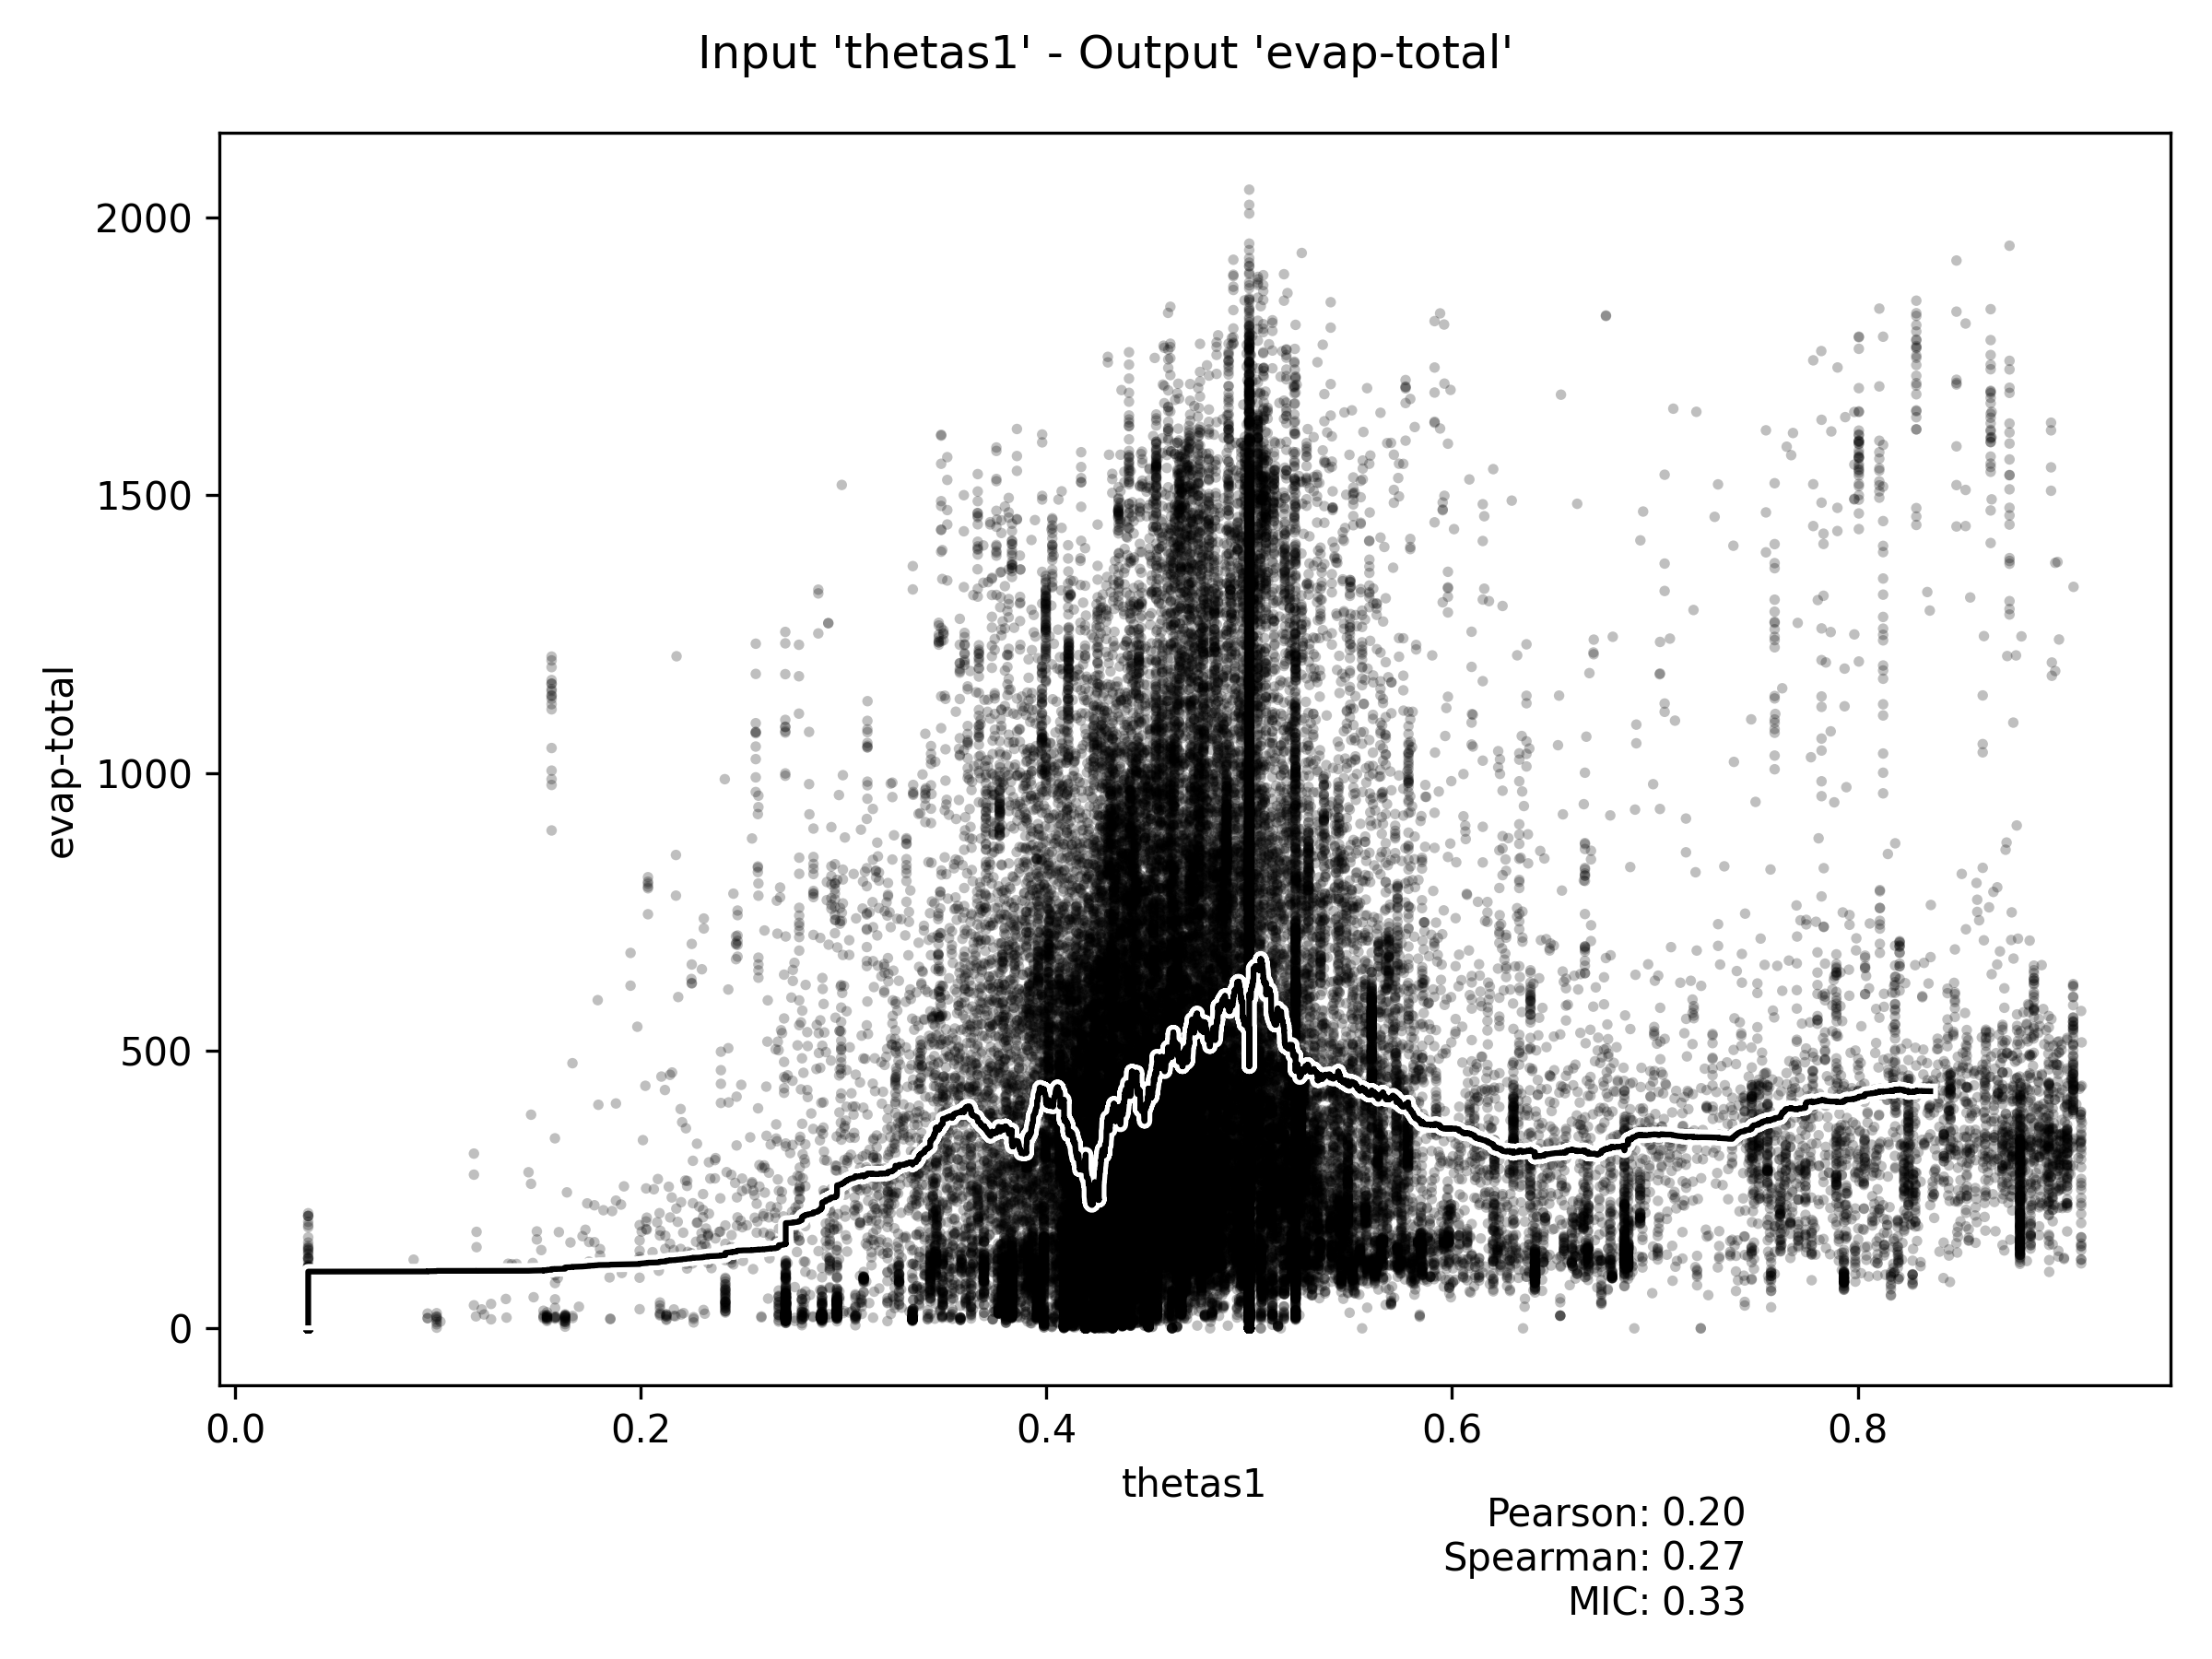 Input 'thetas1' - Output 'evap-total'
2000
1500
1000
500
0
evap-total
0.0 0.2 0.4 0.6 0.8
thetas1
Pearson: 0.20
Spearman: 0.27
MIC: 0.33